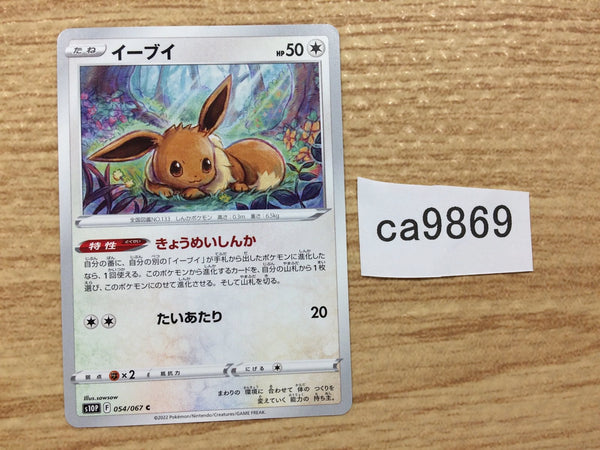 たね イーブイ HP50
全国図鑑NO.133 しんかポケモン 高さ:0.3m 重さ:6.5kg
特性 とくせい きょうめいしんか
自分の番に、自分の別の「イーブイ」が手札から出したポケモンに進化した
なら、1回使える。このポケモンから進化するカードを、自分の山札から1枚
選び、このポケモンにのせて進化させる。そして山札を切る。
たいあたり 20
弱点 ×2 抵抗力 にげる
Illus.sowsow
まわりの 環境に 合わせて 体の つくりを
s10P F 054/067 C
変えていく 能力の 持ち主。
©2022 Pokémon/Nintendo/Creatures/GAME FREAK.
ca9869